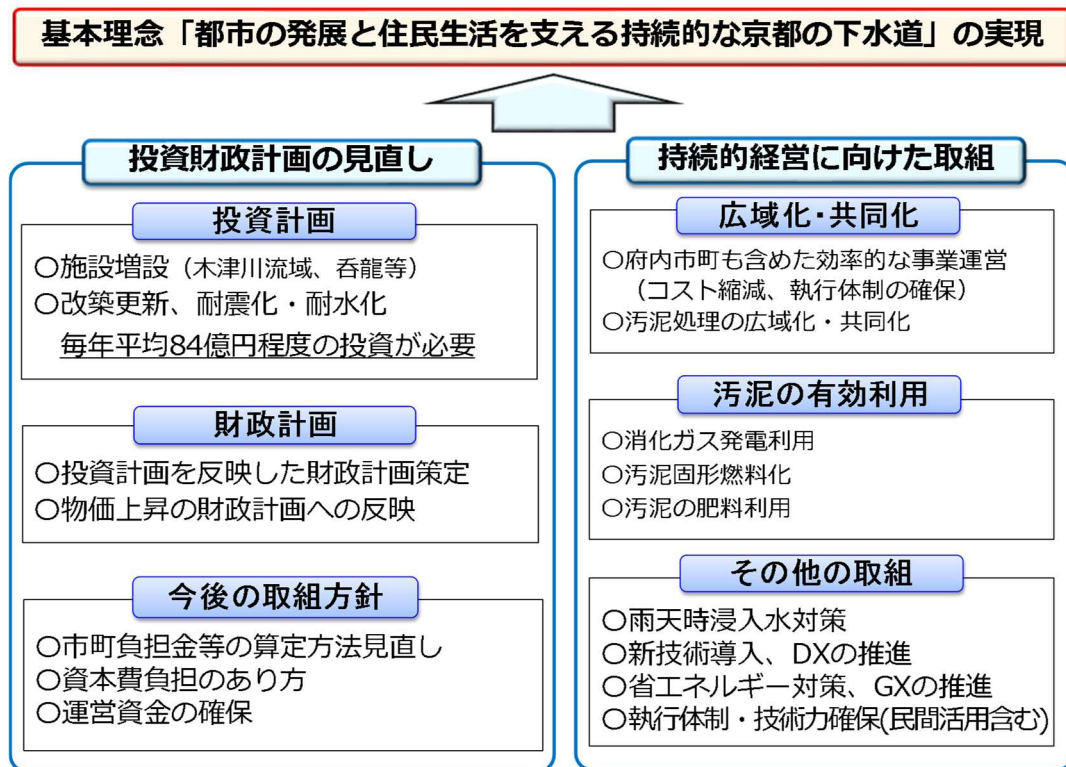 基本理念「都市の発展と住民生活を支える持続的な京都の下水道」の実現
投資財政計画の見直し
投資計画
○施設増設（木津川流域、呑龍等）
○改築更新、耐震化・耐水化
毎年平均84億円程度の投資が必要
財政計画
○投資計画を反映した財政計画策定
○物価上昇の財政計画への反映
今後の取組方針
○市町負担金等の算定方法見直し
○資本費負担のあり方
○運営資金の確保
持続的経営に向けた取組
広域化・共同化
○府内市町も含めた効率的な事業運営
（コスト縮減、執行体制の確保）
○汚泥処理の広域化・共同化
汚泥の有効利用
○消化ガス発電利用
○汚泥固形燃料化
○汚泥の肥料利用
その他の取組
○雨天時浸入水対策
○新技術導入、DXの推進
○省エネルギー対策、GXの推進
○執行体制・技術力確保(民間活用含む)